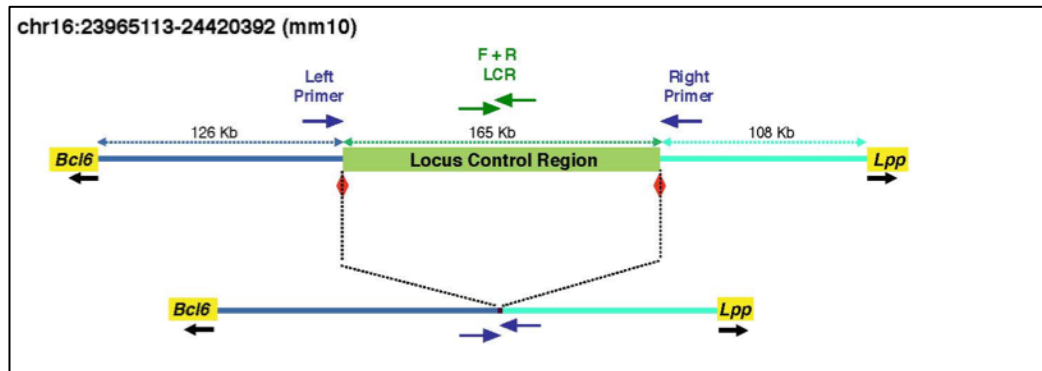 chr16:23965113-24420392 (mm10)
F + R
LCR
Left
Primer
Right
Primer
126 Kb
165 Kb
108 Kb
Bcl6
Locus Control Region
Lpp
Bcl6
Lpp